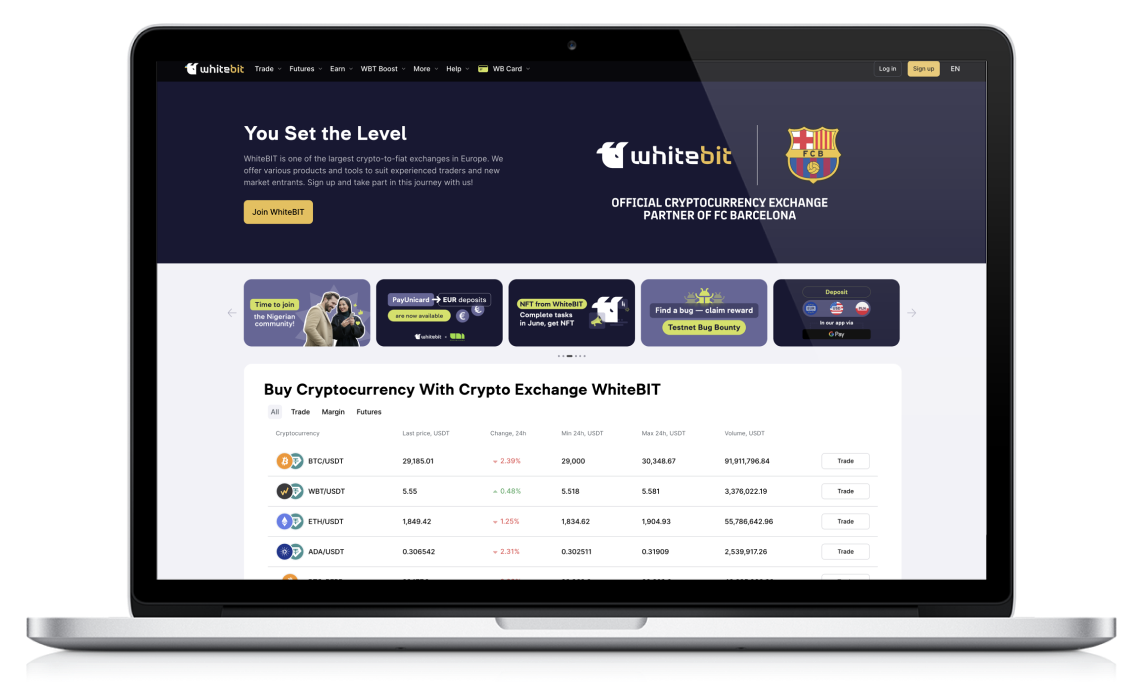 whitebit Trade Futures Earn WBT Boost More Help WB Card Log in Sign up EN
You Set the Level
WhiteBIT is one of the largest crypto-to-fiat exchanges in Europe. We
offer various products and tools to suit experienced traders and new
market entrants. Sign up and take part in this journey with us!
Join WhiteBIT
whitebit
FCB
OFFICIAL CRYPTOCURRENCY EXCHANGE
PARTNER OF FC BARCELONA
Time to join
the Nigerian
community!
PayUnicard → EUR deposits
are now available
whitebit
NFT from WhiteBIT
Complete tasks
in June, get NFT
Find a bug — claim reward
Testnet Bug Bounty
Deposit
In our app via
G Pay
Buy Cryptocurrency With Crypto Exchange WhiteBIT
All Trade Margin Futures
Cryptocurrency Last price, USDT Change, 24h Min 24h, USDT Max 24h, USDT Volume, USDT
BTC/USDT 29,185.01 2.39% 29,000 30,348.67 91,911,796.84 Trade
WBT/USDT 5.55 0.48% 5.518 5.581 3,376,022.19 Trade
ETH/USDT 1,849.42 1.25% 1,834.62 1,904.93 55,786,642.96 Trade
ADA/USDT 0.306542 2.31% 0.302511 0.31909 2,539,917.26 Trade